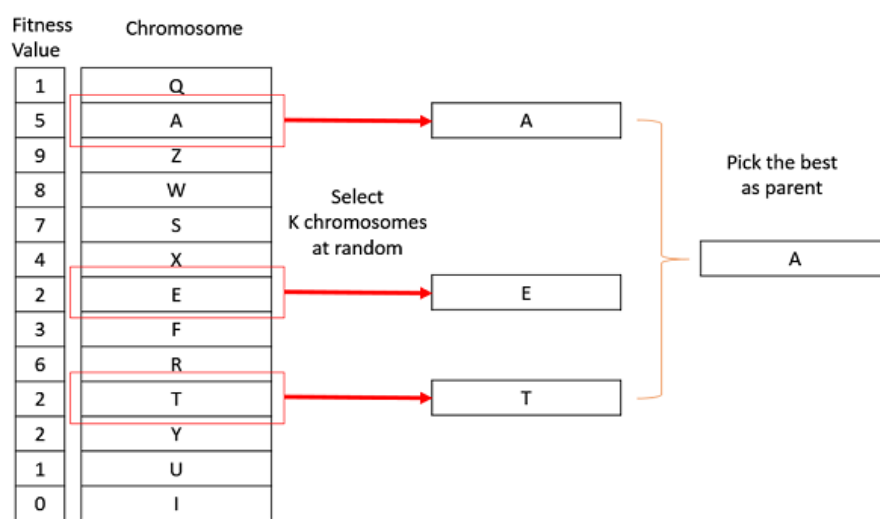 Fitness
Value
Chromosome
1 Q
5 A
9 Z
8 W
7 S
4 X
2 E
3 F
6 R
2 T
2 Y
1 U
0 I
Select
K chromosomes
at random
A
E
T
Pick the best
as parent
A